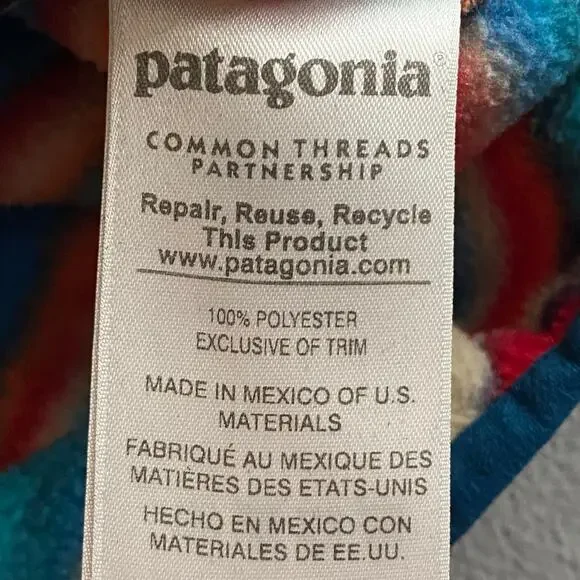 patagonia®
COMMON THREADS
PARTNERSHIP
Repair, Reuse, Recycle
This Product
www.patagonia.com
100% POLYESTER
EXCLUSIVE OF TRIM
MADE IN MEXICO OF U.S.
MATERIALS
FABRIQUÉ AU MEXIQUE DES
MATIÈRES DES ETATS-UNIS
HECHO EN MEXICO CON
MATERIALES DE EE.UU.